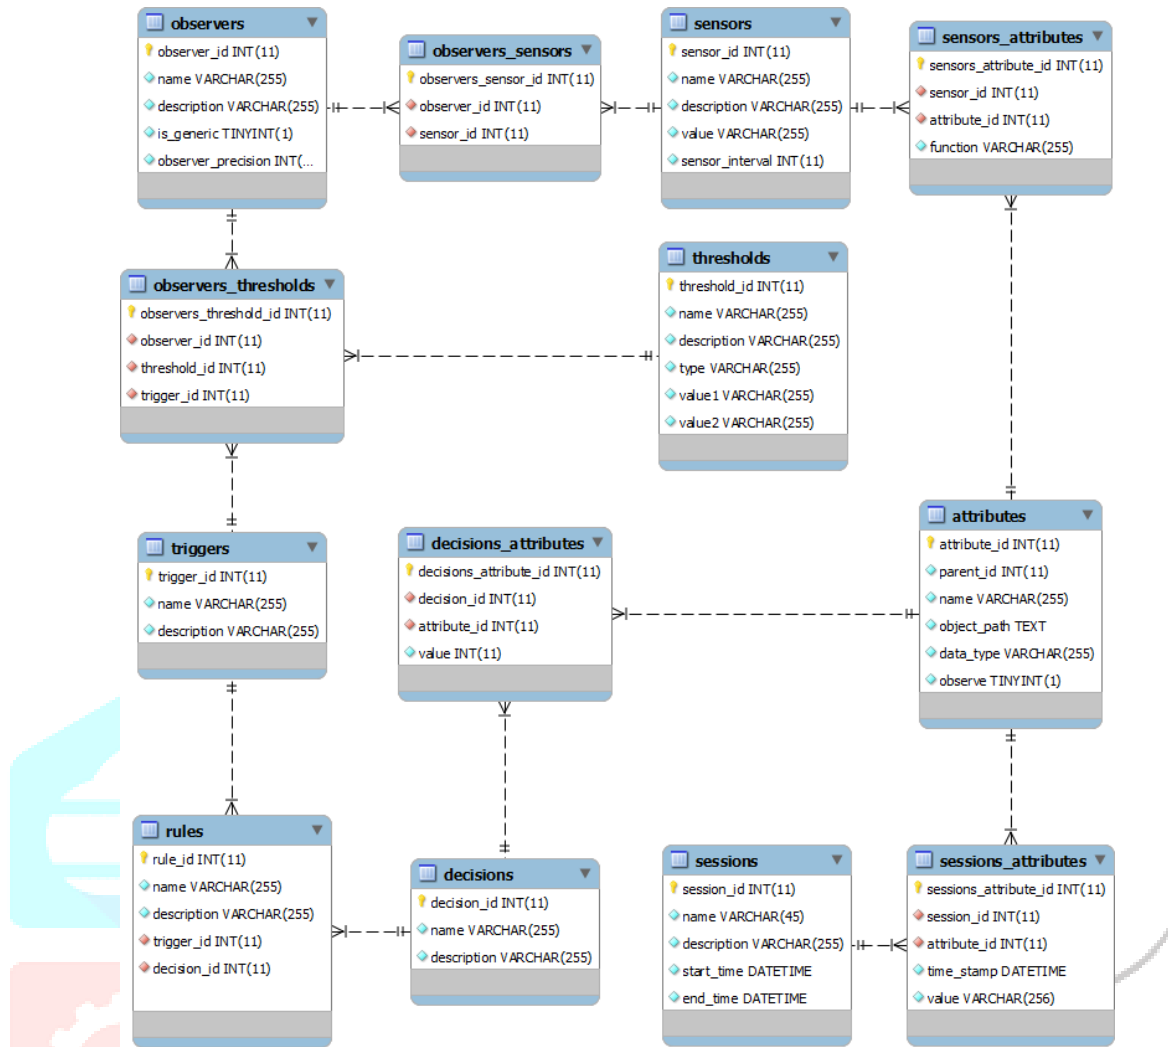 observers
observer_id INT(11)
name VARCHAR(255)
description VARCHAR(255)
is_generic TINYINT(1)
observer_precision INT(...
observers_sensors
observers_sensor_id INT(11)
observer_id INT(11)
sensor_id INT(11)
sensors
sensor_id INT(11)
name VARCHAR(255)
description VARCHAR(255)
value VARCHAR(255)
sensor_interval INT(11)
sensors_attributes
sensors_attribute_id INT(11)
sensor_id INT(11)
attribute_id INT(11)
function VARCHAR(255)
observers_thresholds
observers_threshold_id INT(11)
observer_id INT(11)
threshold_id INT(11)
trigger_id INT(11)
thresholds
threshold_id INT(11)
name VARCHAR(255)
description VARCHAR(255)
type VARCHAR(255)
value1 VARCHAR(255)
value2 VARCHAR(255)
triggers
trigger_id INT(11)
name VARCHAR(255)
description VARCHAR(255)
decisions_attributes
decisions_attribute_id INT(11)
decision_id INT(11)
attribute_id INT(11)
value INT(11)
attributes
attribute_id INT(11)
parent_id INT(11)
name VARCHAR(255)
object_path TEXT
data_type VARCHAR(255)
observe TINYINT(1)
rules
rule_id INT(11)
name VARCHAR(255)
description VARCHAR(255)
trigger_id INT(11)
decision_id INT(11)
decisions
decision_id INT(11)
name VARCHAR(255)
description VARCHAR(255)
sessions
session_id INT(11)
name VARCHAR(45)
description VARCHAR(255)
start_time DATETIME
end_time DATETIME
sessions_attributes
sessions_attribute_id INT(11)
session_id INT(11)
attribute_id INT(11)
time_stamp DATETIME
value VARCHAR(256)